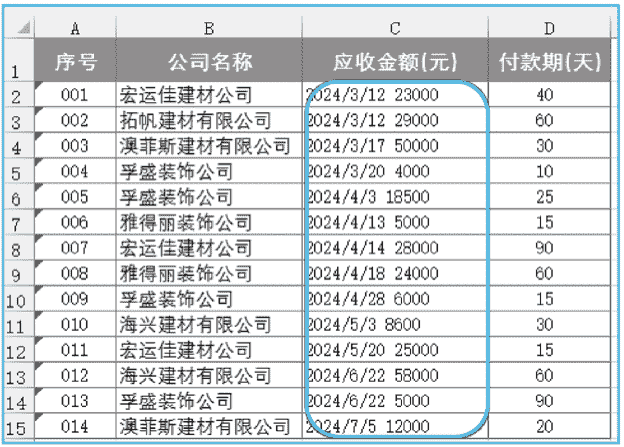 A B C D
1 序号 公司名称 应收金额(元) 付款期(天)
2 001 宏运佳建材公司 2024/3/12 23000 40
3 002 拓帆建材有限公司 2024/3/12 29000 60
4 003 澳菲斯建材有限公司 2024/3/17 50000 30
5 004 孚盛装饰公司 2024/3/20 4000 10
6 005 孚盛装饰公司 2024/4/3 18500 25
7 006 雅得丽装饰公司 2024/4/13 5000 15
8 007 宏运佳建材公司 2024/4/14 28000 90
9 008 雅得丽装饰公司 2024/4/18 24000 60
10 009 孚盛装饰公司 2024/4/28 6000 15
11 010 海兴建材有限公司 2024/5/3 8600 30
12 011 宏运佳建材公司 2024/5/20 25000 15
13 012 海兴建材有限公司 2024/6/22 58000 60
14 013 孚盛装饰公司 2024/6/22 5000 90
15 014 澳菲斯建材有限公司 2024/7/5 12000 20